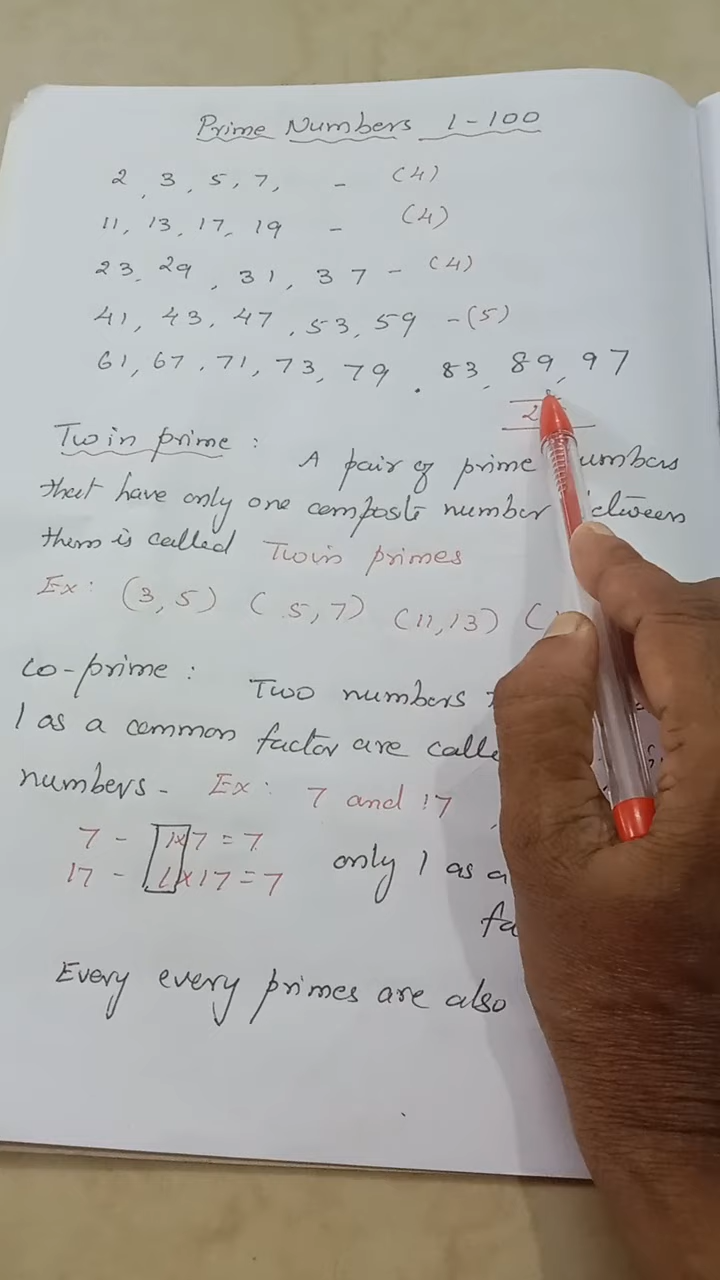 Prime Numbers 1-100
2, 3, 5, 7, - (4)
11, 13, 17, 19 - (4)
23, 29, 31, 37 - (4)
41, 43, 47, 53, 59 - (5)
61, 67, 71, 73, 79, 83, 89, 97
2
Twin prime: A pair of prime umbers
that have only one composite number between
them is called Twin primes
Ex: (3, 5) (5, 7) (11, 13) (
co-prime: Two numbers
1 as a common factor are calle
numbers- Ex: 7 and 17
7 - 1x7 = 7
17 - 1x17 = 7
only 1 as a
fa
Every every primes are also